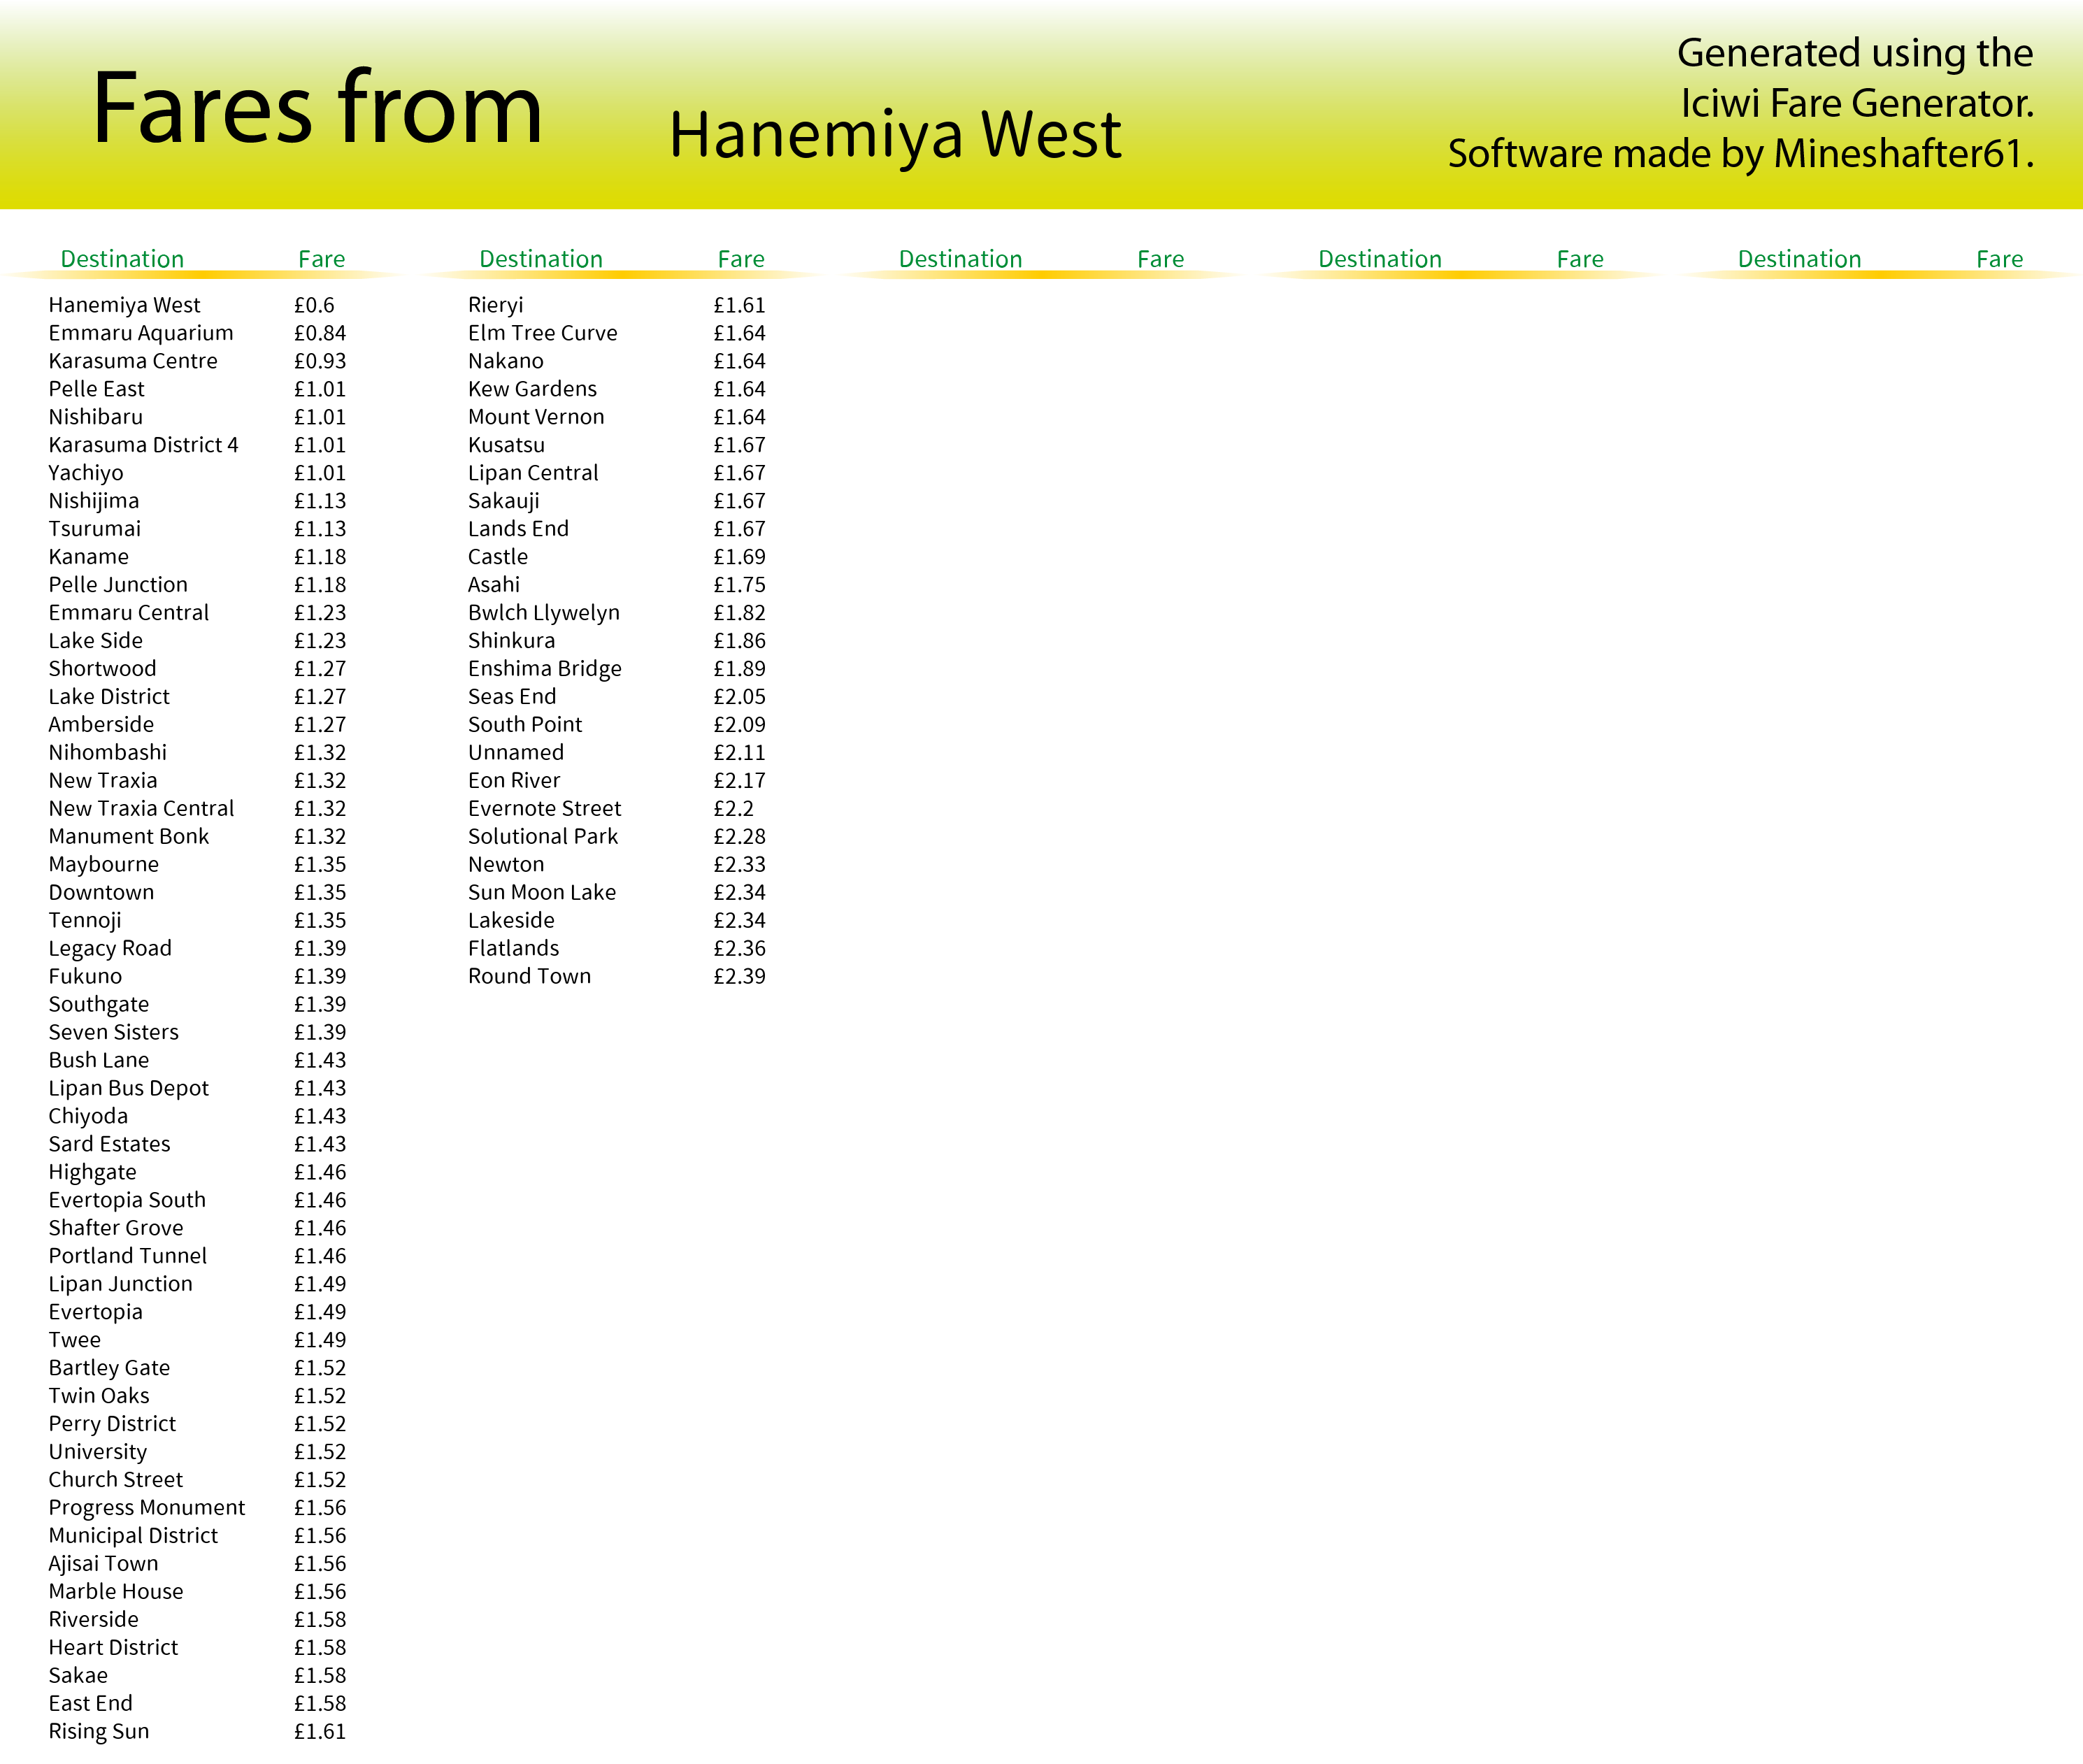 Fares from Hanemiya West
Generated using the
Iciwi Fare Generator.
Software made by Mineshafter61.
Destination Fare Destination Fare Destination Fare Destination Fare Destination Fare
Hanemiya West £0.6
Emmaru Aquarium £0.84
Karasuma Centre £0.93
Pelle East £1.01
Nishibaru £1.01
Karasuma District 4 £1.01
Yachiyo £1.01
Nishijima £1.13
Tsurumai £1.13
Kaname £1.18
Pelle Junction £1.18
Emmaru Central £1.23
Lake Side £1.23
Shortwood £1.27
Lake District £1.27
Amberside £1.27
Nihombashi £1.32
New Traxia £1.32
New Traxia Central £1.32
Manument Bonk £1.32
Maybourne £1.35
Downtown £1.35
Tennoji £1.35
Legacy Road £1.39
Fukuno £1.39
Southgate £1.39
Seven Sisters £1.39
Bush Lane £1.43
Lipan Bus Depot £1.43
Chiyoda £1.43
Sard Estates £1.43
Highgate £1.46
Evertopia South £1.46
Shafter Grove £1.46
Portland Tunnel £1.46
Lipan Junction £1.49
Evertopia £1.49
Twee £1.49
Bartley Gate £1.52
Twin Oaks £1.52
Perry District £1.52
University £1.52
Church Street £1.52
Progress Monument £1.56
Municipal District £1.56
Ajisai Town £1.56
Marble House £1.56
Riverside £1.58
Heart District £1.58
Sakae £1.58
East End £1.58
Rising Sun £1.61
Rieryi £1.61
Elm Tree Curve £1.64
Nakano £1.64
Kew Gardens £1.64
Mount Vernon £1.64
Kusatsu £1.67
Lipan Central £1.67
Sakauji £1.67
Lands End £1.67
Castle £1.69
Asahi £1.75
Bwlch Llywelyn £1.82
Shinkura £1.86
Enshima Bridge £1.89
Seas End £2.05
South Point £2.09
Unnamed £2.11
Eon River £2.17
Evernote Street £2.2
Solutional Park £2.28
Newton £2.33
Sun Moon Lake £2.34
Lakeside £2.34
Flatlands £2.36
Round Town £2.39